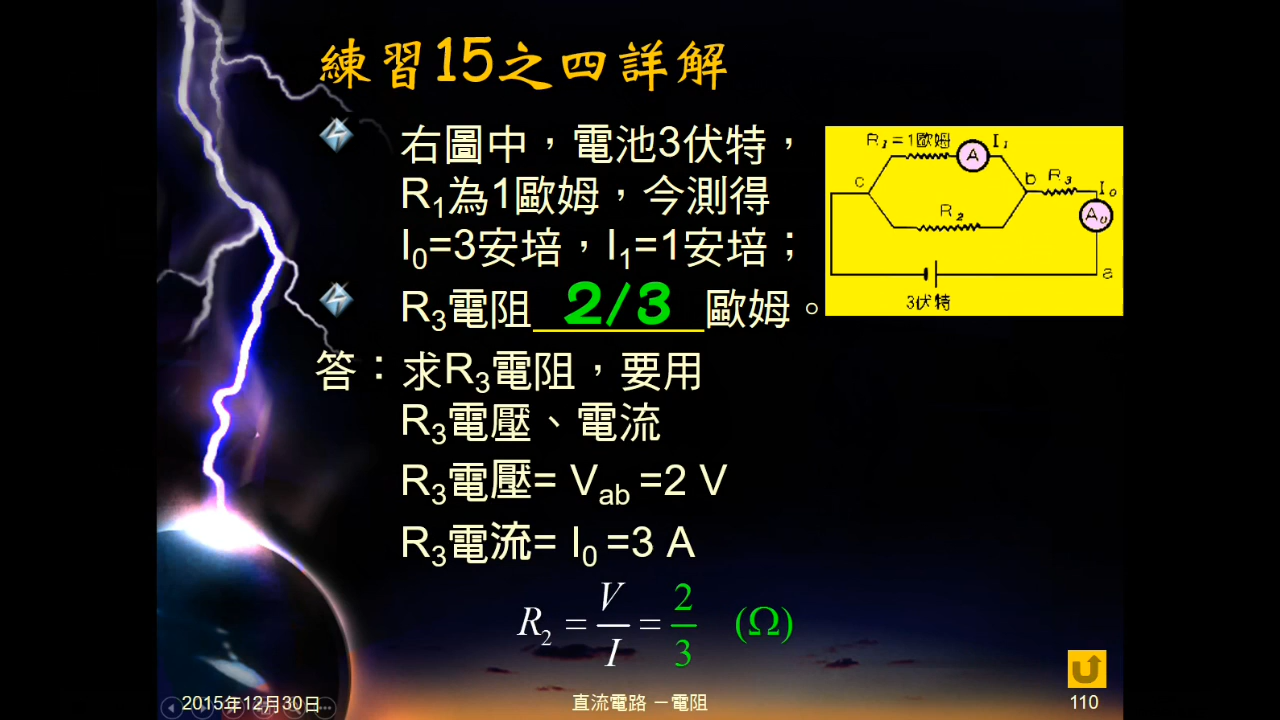 練習15之四詳解
右圖中，電池3伏特，
R₁為1歐姆，今測得
I₀=3安培，I₁=1安培；
R₃電阻 2/3 歐姆。
答：求R₃電阻，要用
R₃電壓、電流
R₃電壓= Vab =2 V
R₃電流= I₀ =3 A
R₂ = V/I = 2/3 (Ω)
R₁=1歐姆 A I₁
c b R₃ I₀
R₂ A₀
a
3伏特
2015年12月30日 直流電路－電阻 110